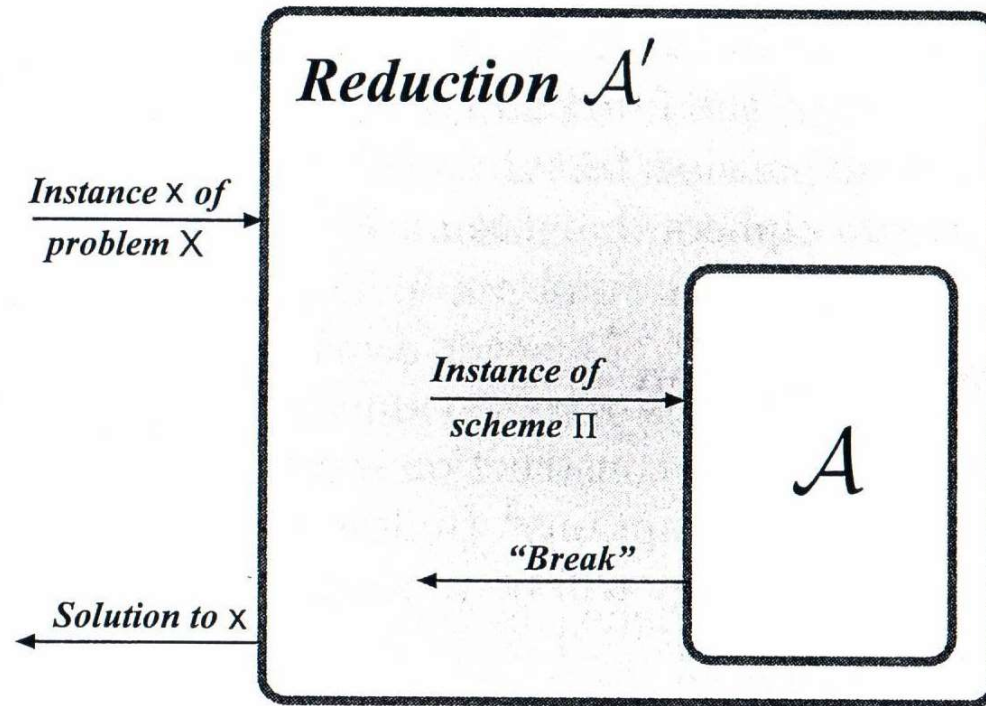 Reduction 𝒜′
Instance x of
problem X
Instance of
scheme Π
𝒜
“Break”
Solution to x